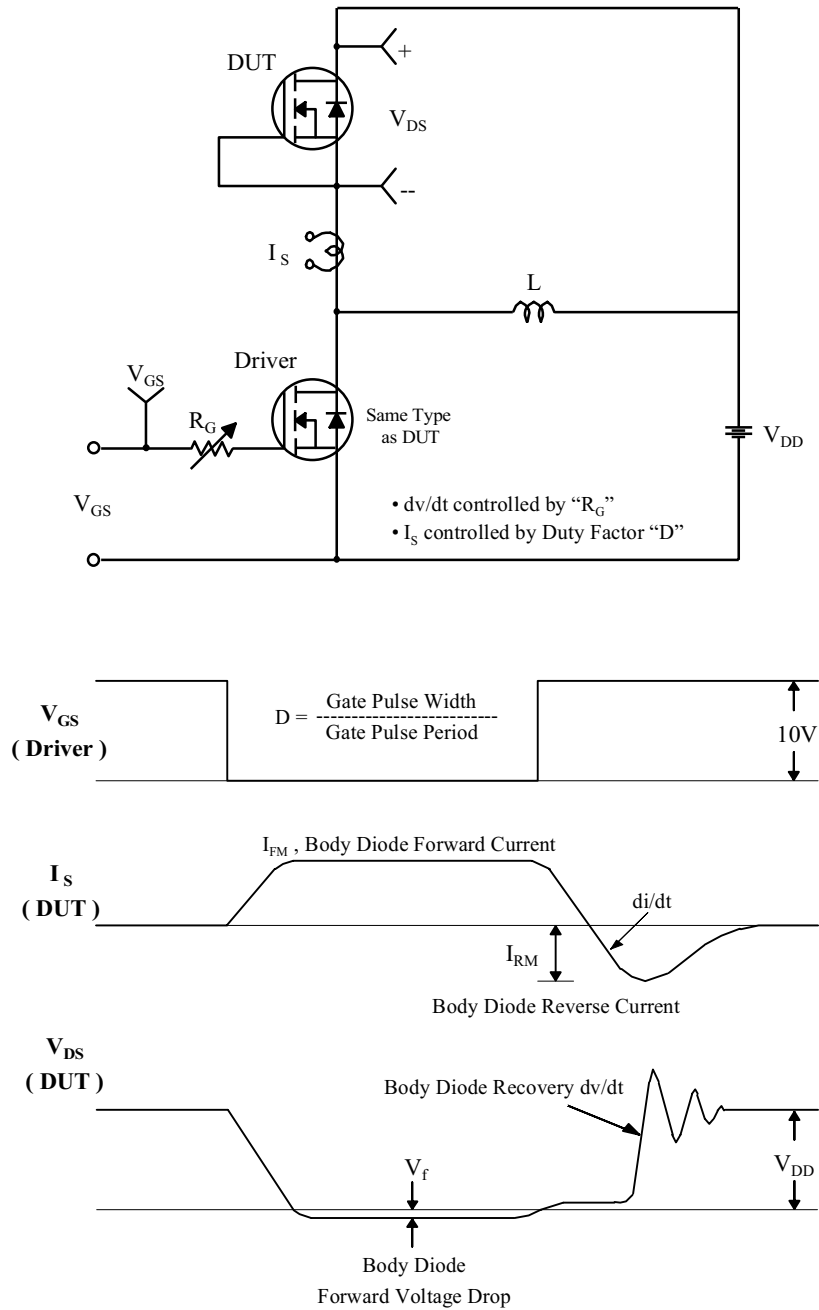 DUT
+
V_DS
--
I_S
L
Driver
V_GS
R_G
Same Type
as DUT
V_DD
V_GS
• dv/dt controlled by “R_G”
• I_S controlled by Duty Factor “D”
V_GS
( Driver )
D = Gate Pulse Width
--------------------------
Gate Pulse Period
10V
I_FM , Body Diode Forward Current
I_S
( DUT )
di/dt
I_RM
Body Diode Reverse Current
V_DS
( DUT )
Body Diode Recovery dv/dt
V_f
V_DD
Body Diode
Forward Voltage Drop